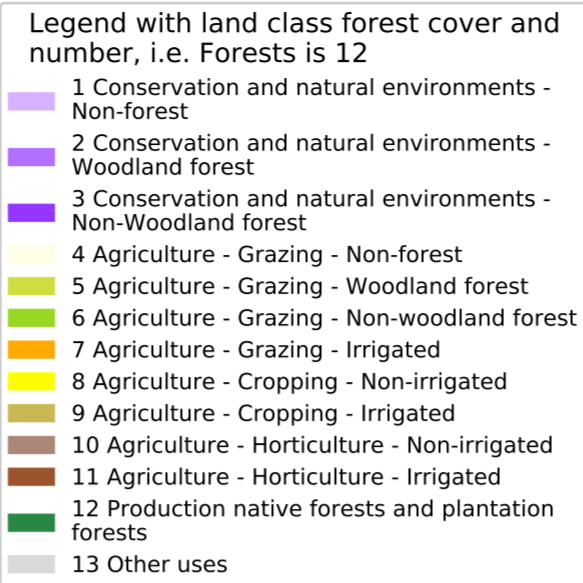 Legend with land class forest cover and
number, i.e. Forests is 12
1 Conservation and natural environments -
Non-forest
2 Conservation and natural environments -
Woodland forest
3 Conservation and natural environments -
Non-Woodland forest
4 Agriculture - Grazing - Non-forest
5 Agriculture - Grazing - Woodland forest
6 Agriculture - Grazing - Non-woodland forest
7 Agriculture - Grazing - Irrigated
8 Agriculture - Cropping - Non-irrigated
9 Agriculture - Cropping - Irrigated
10 Agriculture - Horticulture - Non-irrigated
11 Agriculture - Horticulture - Irrigated
12 Production native forests and plantation
forests
13 Other uses